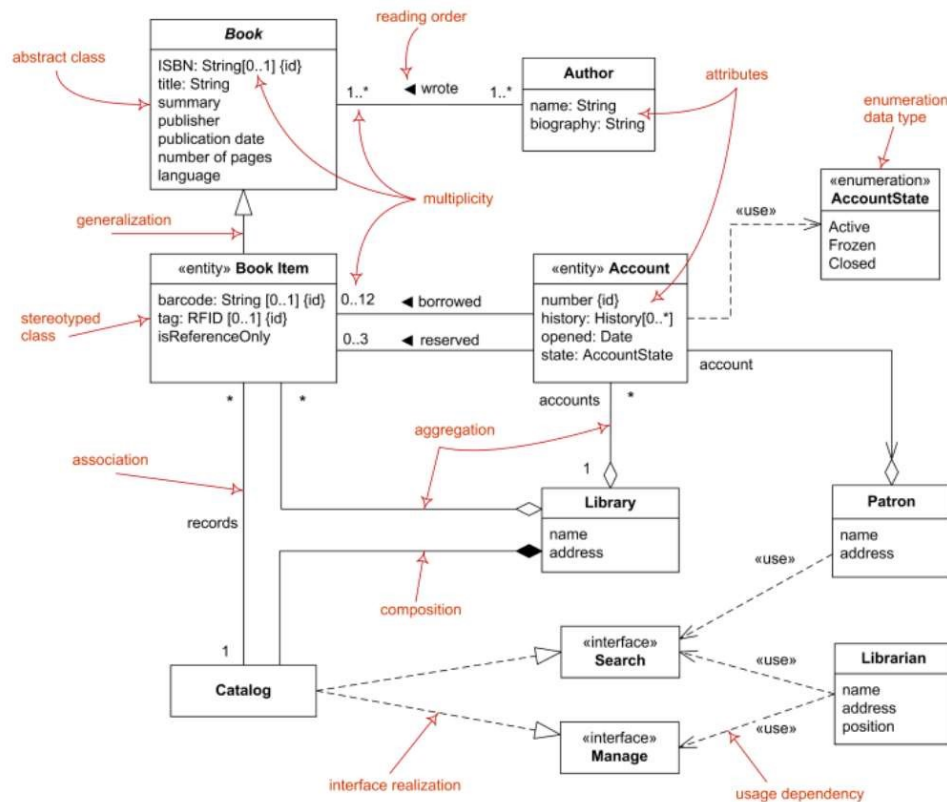 reading order
Book
abstract class
ISBN: String[0..1] {id}
title: String
summary
publisher
publication date
number of pages
language
1..*
◄ wrote
1..*
Author
name: String
biography: String
attributes
enumeration
data type
multiplicity
«enumeration»
AccountState
Active
Frozen
Closed
«use»
generalization
«entity» Book Item
barcode: String [0..1] {id}
tag: RFID [0..1] {id}
isReferenceOnly
stereotyped
class
0..12
◄ borrowed
0..3
◄ reserved
«entity» Account
number {id}
history: History[0..*]
opened: Date
state: AccountState
account
*
*
accounts
*
aggregation
association
1
records
Library
name
address
Patron
name
address
composition
«use»
1
Catalog
«interface»
Search
«use»
Librarian
name
address
position
«use»
«interface»
Manage
interface realization
usage dependency